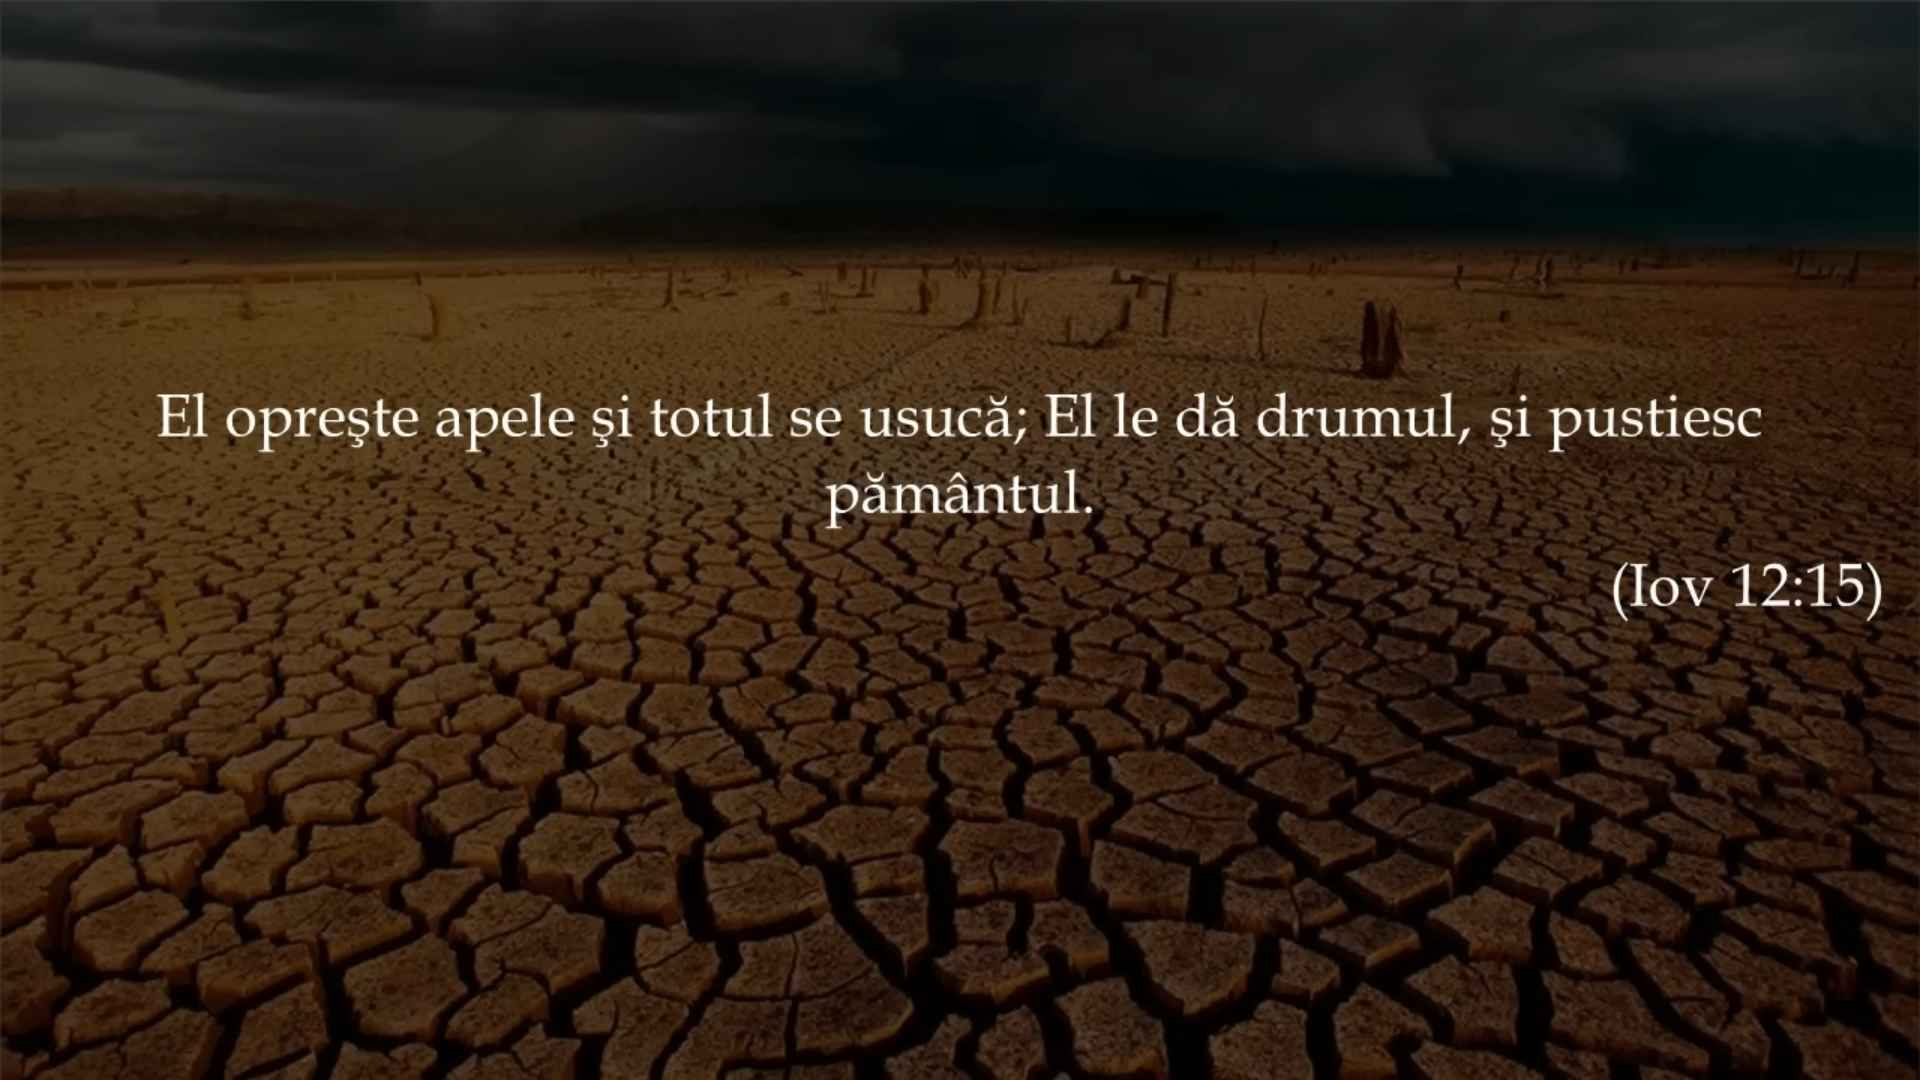 El opreşte apele şi totul se usucă; El le dă drumul, şi pustiesc
pământul.
(Iov 12:15)